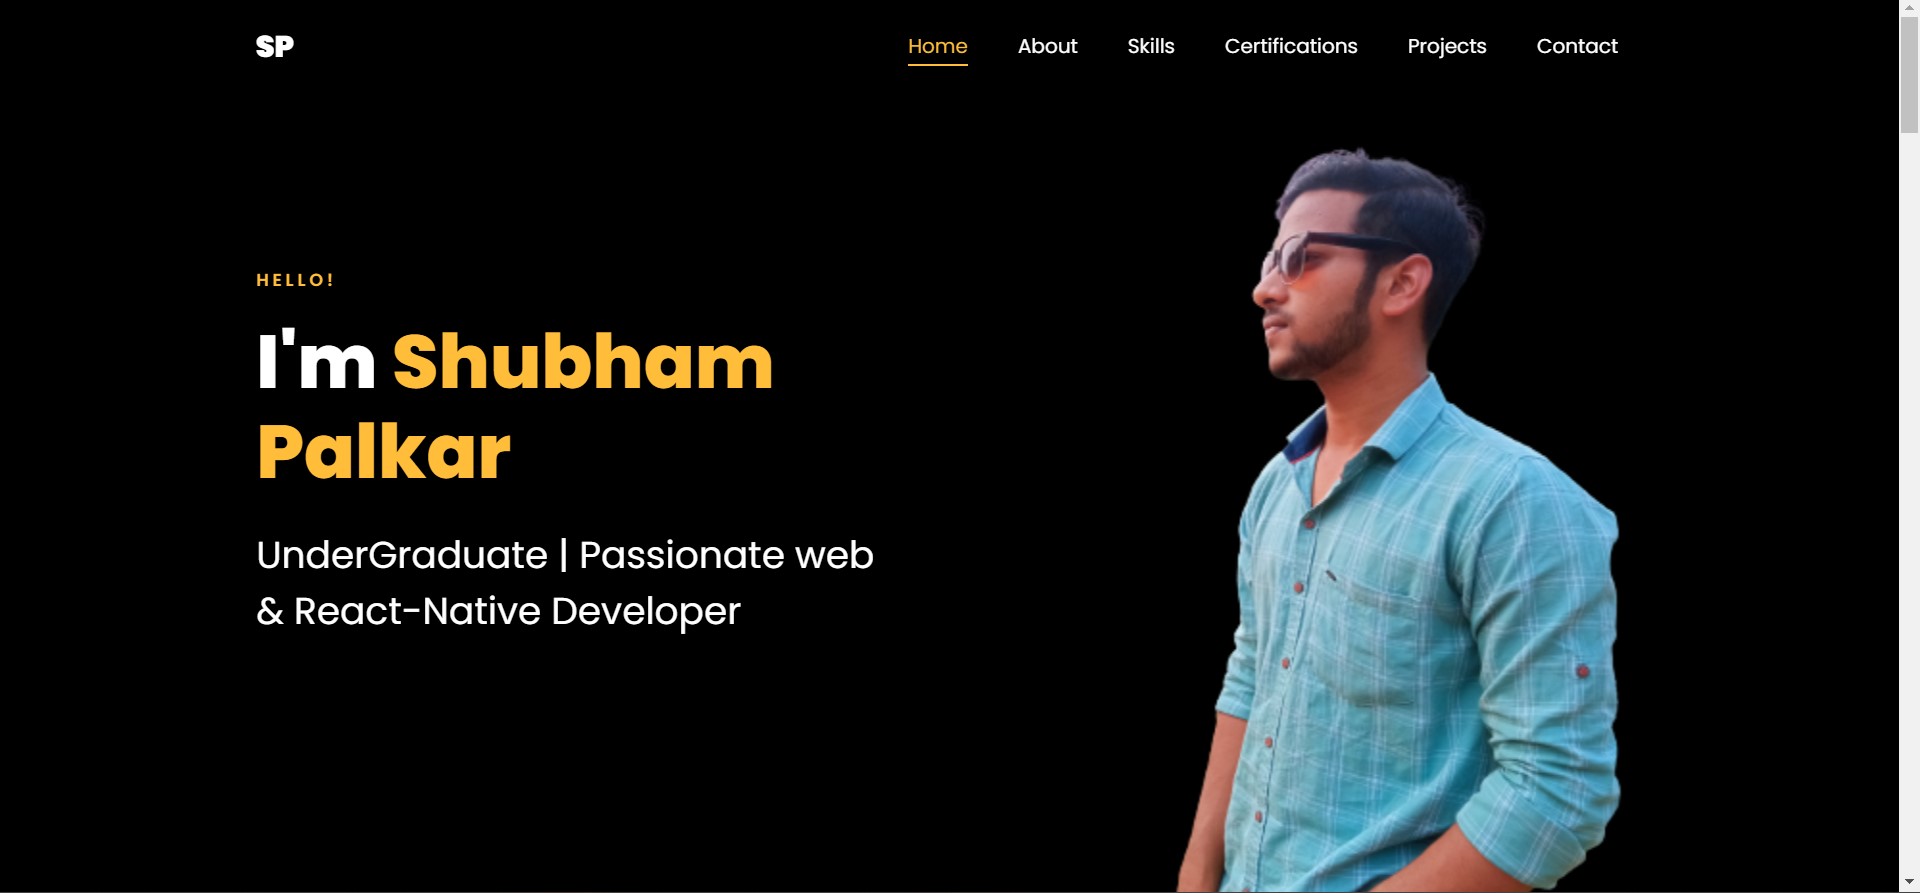 SP
Home About Skills Certifications Projects Contact
HELLO!
I'm Shubham
Palkar
UnderGraduate | Passionate web
& React-Native Developer